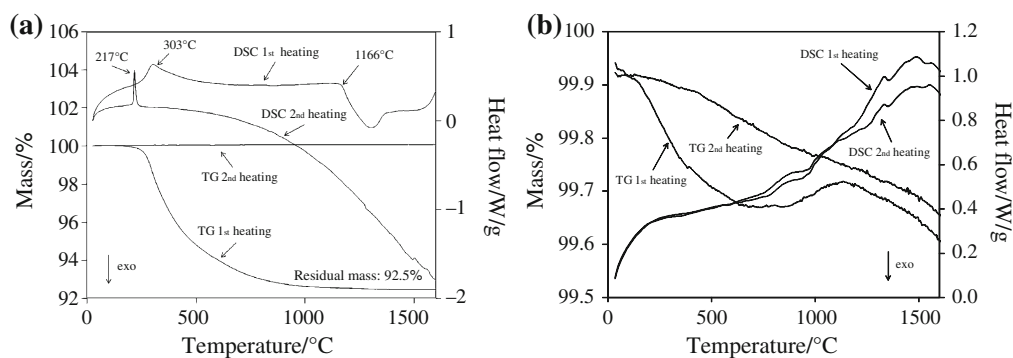 (a)
106
104
102
100
98
96
94
92
Mass/%
1
0
−1
−2
Heat flow/W/g
0
500
1000
1500
Temperature/°C
217°C
303°C
DSC 1st heating
1166°C
DSC 2nd heating
TG 2nd heating
TG 1st heating
exo
Residual mass: 92.5%
(b)
100
99.9
99.8
99.7
99.6
99.5
Mass/%
1.2
1.0
0.8
0.6
0.4
0.2
0.0
Heat flow/W/g
0
500
1000
1500
Temperature/°C
DSC 1st heating
TG 2nd heating
DSC 2nd heating
TG 1st heating
exo